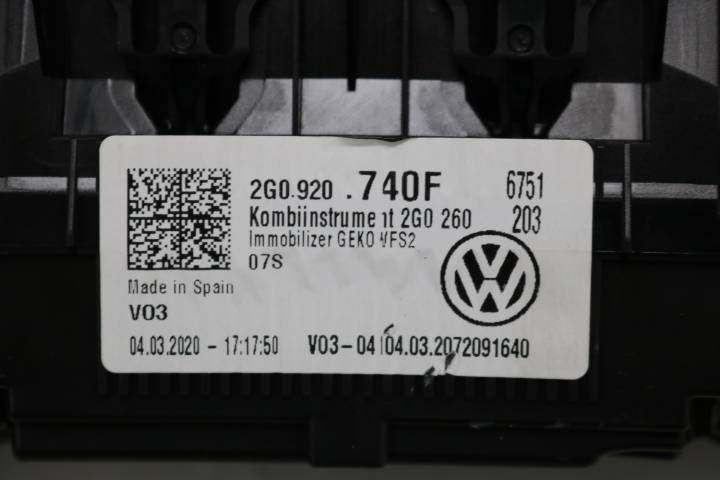 2G0.920 .740F 6751
Kombiinstrument 2G0 260 203
Immobilizer GEKO VFS2
07S
Made in Spain
V03
04.03.2020 - 17:17:50 V03-04 04.03.2072091640